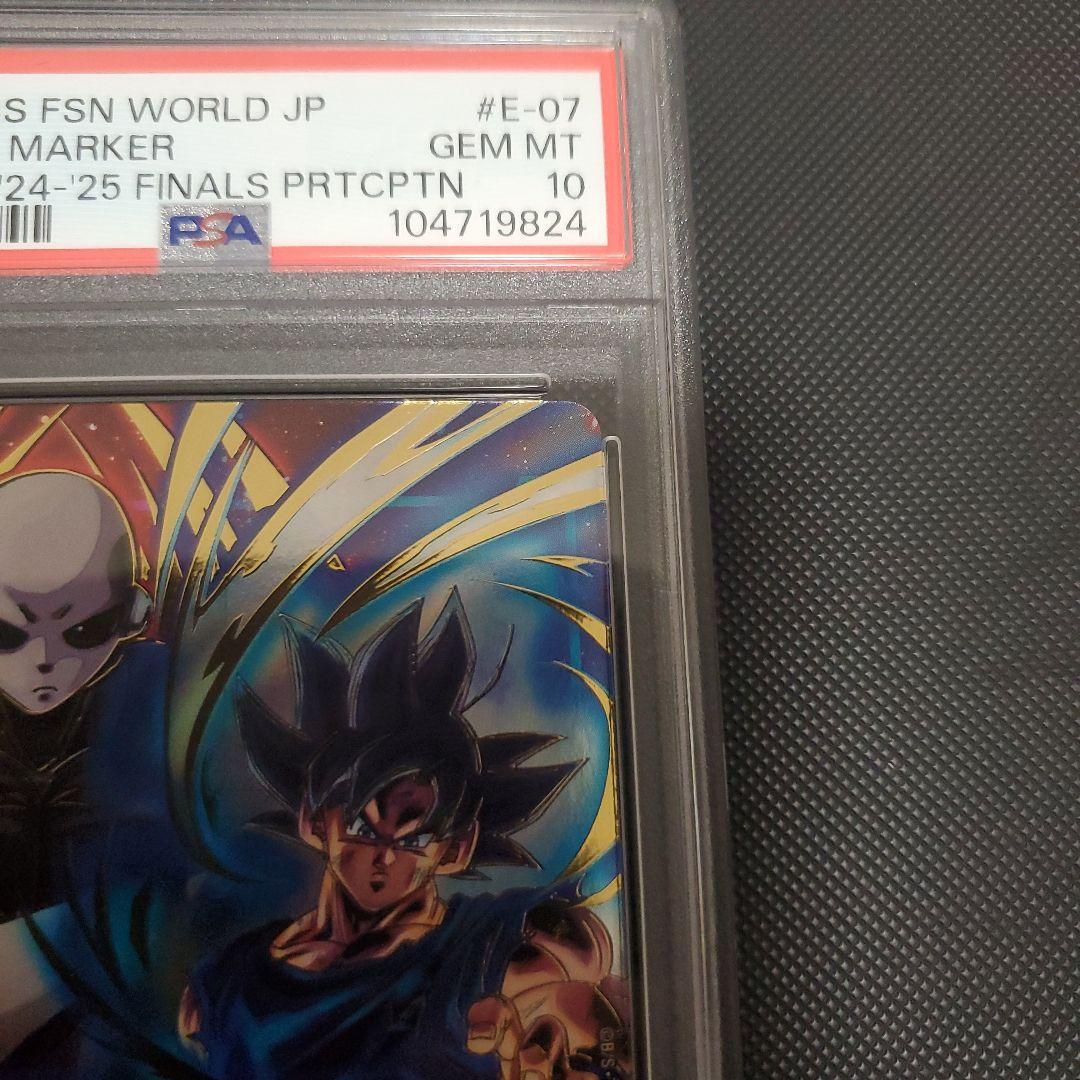 S FSN WORLD JP #E-07
MARKER GEM MT
'24-'25 FINALS PRTCPTN 10
PSA 104719824
©B/S